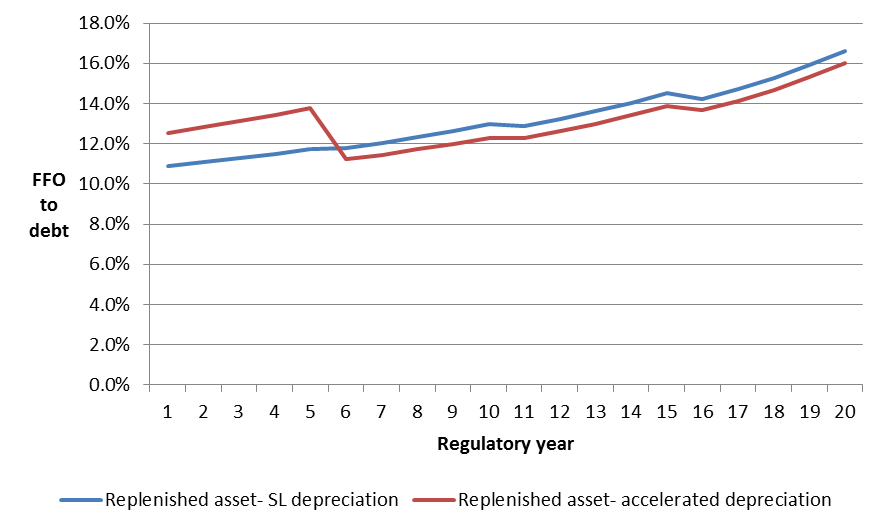 18.0%
16.0%
14.0%
12.0%
10.0%
8.0%
6.0%
4.0%
2.0%
0.0%
FFO
to
debt
1 2 3 4 5 6 7 8 9 10 11 12 13 14 15 16 17 18 19 20
Regulatory year
Replenished asset- SL depreciation Replenished asset- accelerated depreciation